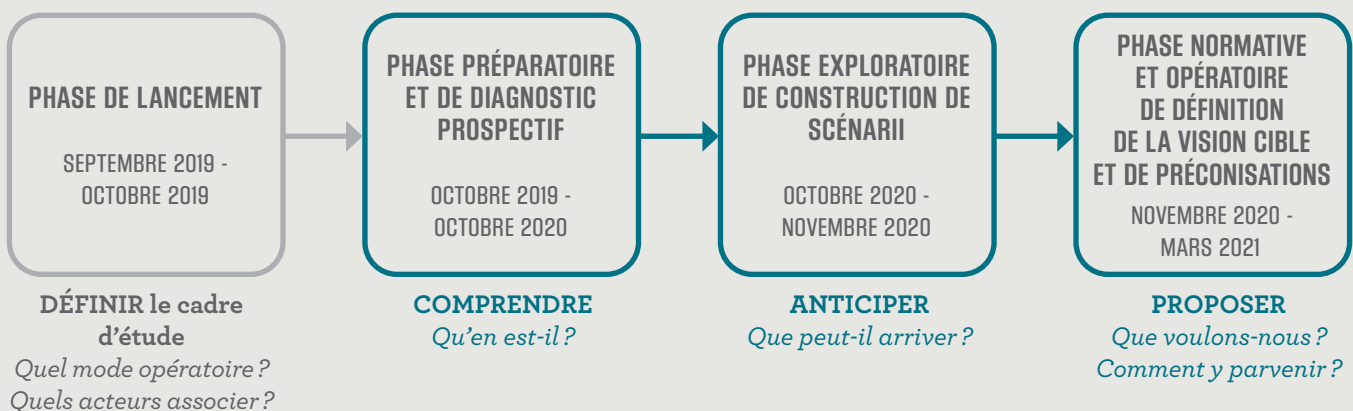 PHASE DE LANCEMENT
SEPTEMBRE 2019 -
OCTOBRE 2019
DÉFINIR le cadre
d'étude
Quel mode opératoire ?
Quels acteurs associer ?
PHASE PRÉPARATOIRE
ET DE DIAGNOSTIC
PROSPECTIF
OCTOBRE 2019 -
OCTOBRE 2020
COMPRENDRE
Qu'en est-il ?
PHASE EXPLORATOIRE
DE CONSTRUCTION DE
SCÉNARII
OCTOBRE 2020 -
NOVEMBRE 2020
ANTICIPER
Que peut-il arriver ?
PHASE NORMATIVE
ET OPÉRATOIRE
DE DÉFINITION
DE LA VISION CIBLE
ET DE PRÉCONISATIONS
NOVEMBRE 2020 -
MARS 2021
PROPOSER
Que voulons-nous ?
Comment y parvenir ?